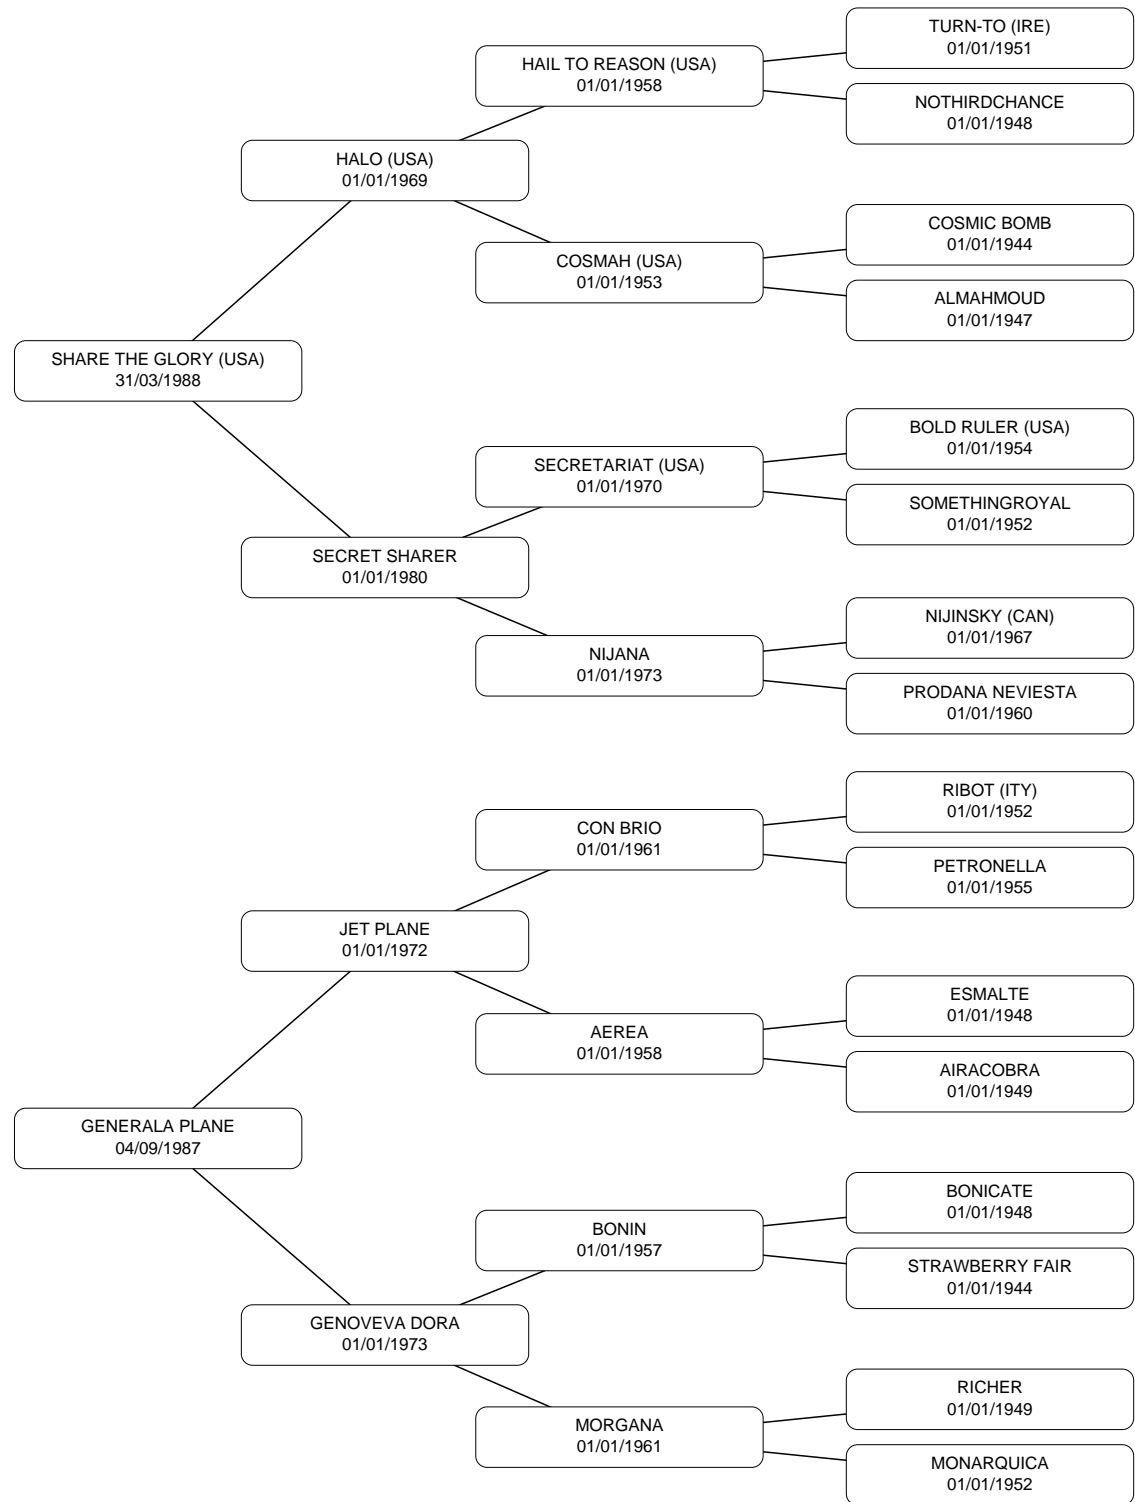 TURN-TO (IRE)
01/01/1951
HAIL TO REASON (USA)
01/01/1958
NOTHIRDCHANCE
01/01/1948
HALO (USA)
01/01/1969
COSMIC BOMB
01/01/1944
COSMAH (USA)
01/01/1953
ALMAHMOUD
01/01/1947
SHARE THE GLORY (USA)
31/03/1988
BOLD RULER (USA)
01/01/1954
SECRETARIAT (USA)
01/01/1970
SOMETHINGROYAL
01/01/1952
SECRET SHARER
01/01/1980
NIJINSKY (CAN)
01/01/1967
NIJANA
01/01/1973
PRODANA NEVIESTA
01/01/1960
RIBOT (ITY)
01/01/1952
CON BRIO
01/01/1961
PETRONELLA
01/01/1955
JET PLANE
01/01/1972
ESMALTE
01/01/1948
AEREA
01/01/1958
AIRACOBRA
01/01/1949
GENERALA PLANE
04/09/1987
BONICATE
01/01/1948
BONIN
01/01/1957
STRAWBERRY FAIR
01/01/1944
GENOVEVA DORA
01/01/1973
RICHER
01/01/1949
MORGANA
01/01/1961
MONARQUICA
01/01/1952